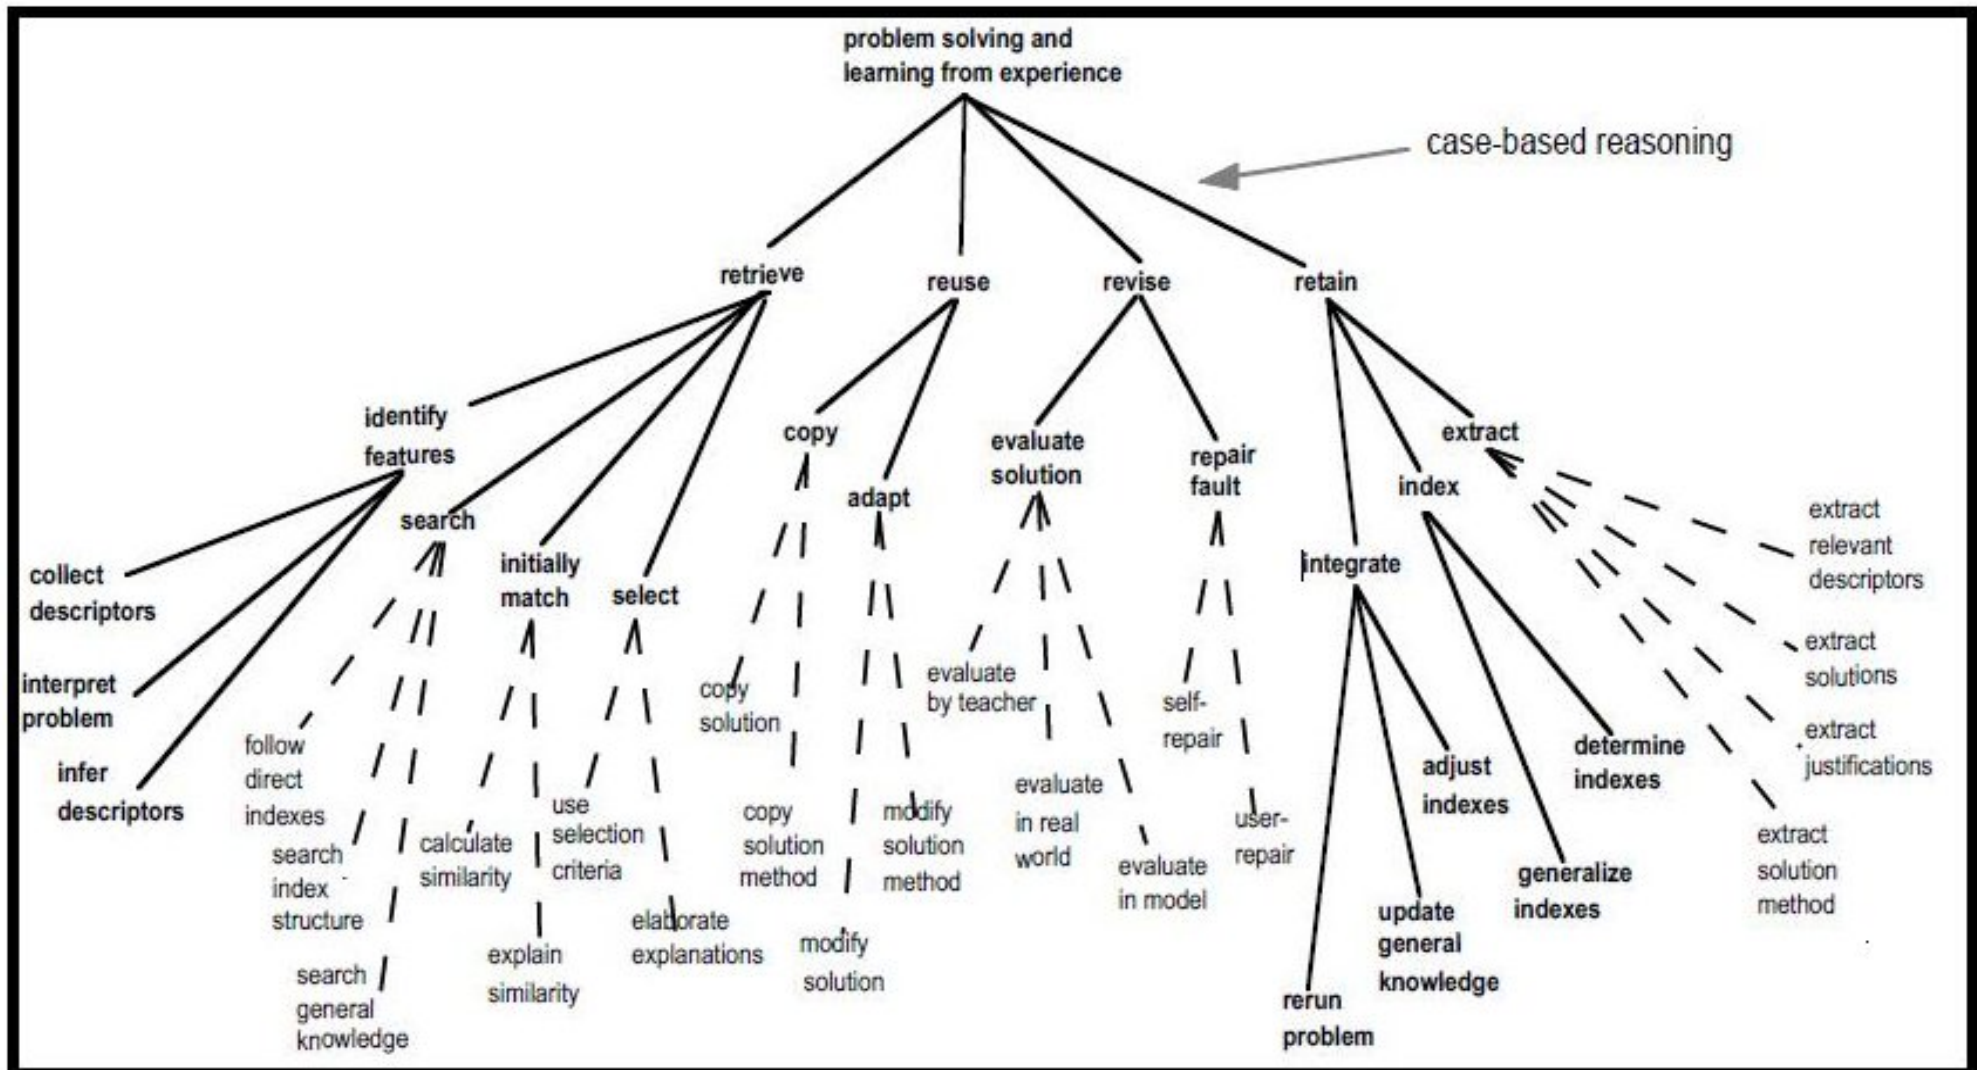 problem solving and
learning from experience
case-based reasoning
retrieve
reuse
revise
retain
identify
features
search
initially
match
select
copy
adapt
evaluate
solution
repair
fault
integrate
index
extract
collect
descriptors
interpret
problem
infer
descriptors
follow
direct
indexes
search
index
structure
search
general
knowledge
calculate
similarity
explain
similarity
use
selection
criteria
elaborate
explanations
copy
solution
copy
solution
method
modify
solution
method
modify
solution
evaluate
by teacher
evaluate
in real
world
evaluate
in model
self-
repair
user-
repair
rerun
problem
update
general
knowledge
adjust
indexes
generalize
indexes
determine
indexes
extract
relevant
descriptors
extract
solutions
extract
justifications
extract
solution
method